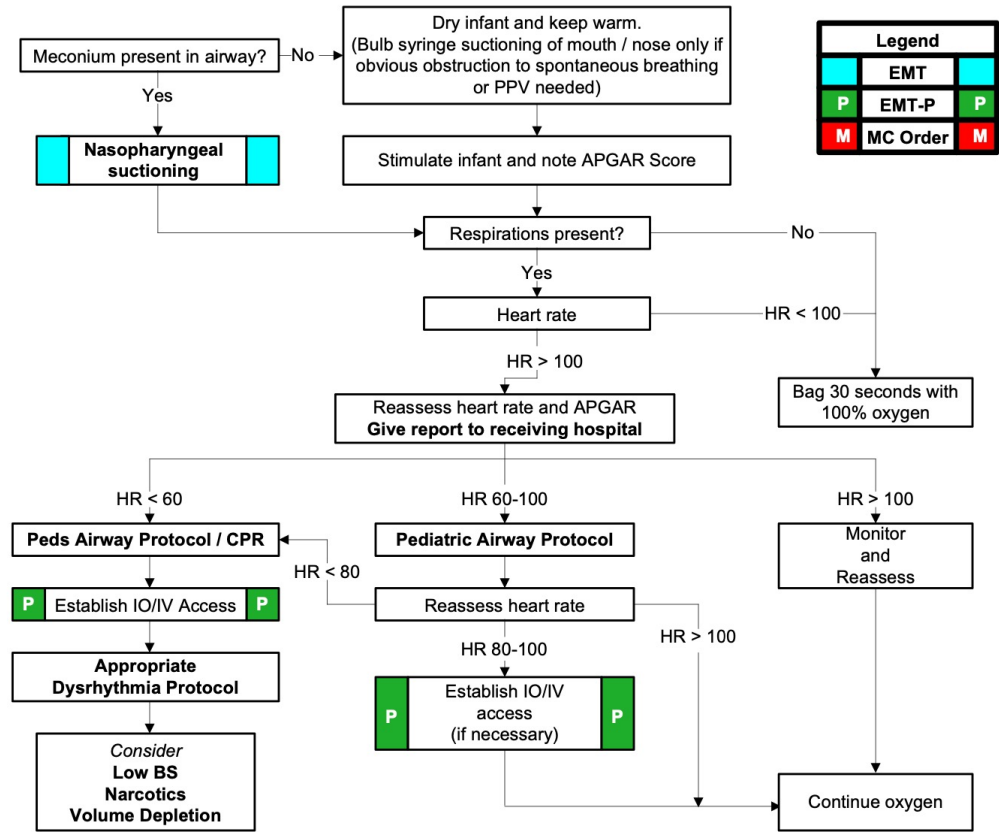 Dry infant and keep warm.
(Bulb syringe suctioning of mouth / nose only if
obvious obstruction to spontaneous breathing
or PPV needed)
Meconium present in airway?
No
Yes
Legend
EMT
P EMT-P P
M MC Order M
Nasopharyngeal
suctioning
Stimulate infant and note APGAR Score
Respirations present?
No
Yes
Heart rate
HR < 100
HR > 100
Bag 30 seconds with
100% oxygen
Reassess heart rate and APGAR
Give report to receiving hospital
HR < 60
HR 60-100
HR > 100
Peds Airway Protocol / CPR
Pediatric Airway Protocol
Monitor
and
Reassess
HR < 80
P Establish IO/IV Access P
Reassess heart rate
HR > 100
HR 80-100
Appropriate
Dysrhythmia Protocol
P
Establish IO/IV
access
(if necessary)
P
Consider
Low BS
Narcotics
Volume Depletion
Continue oxygen